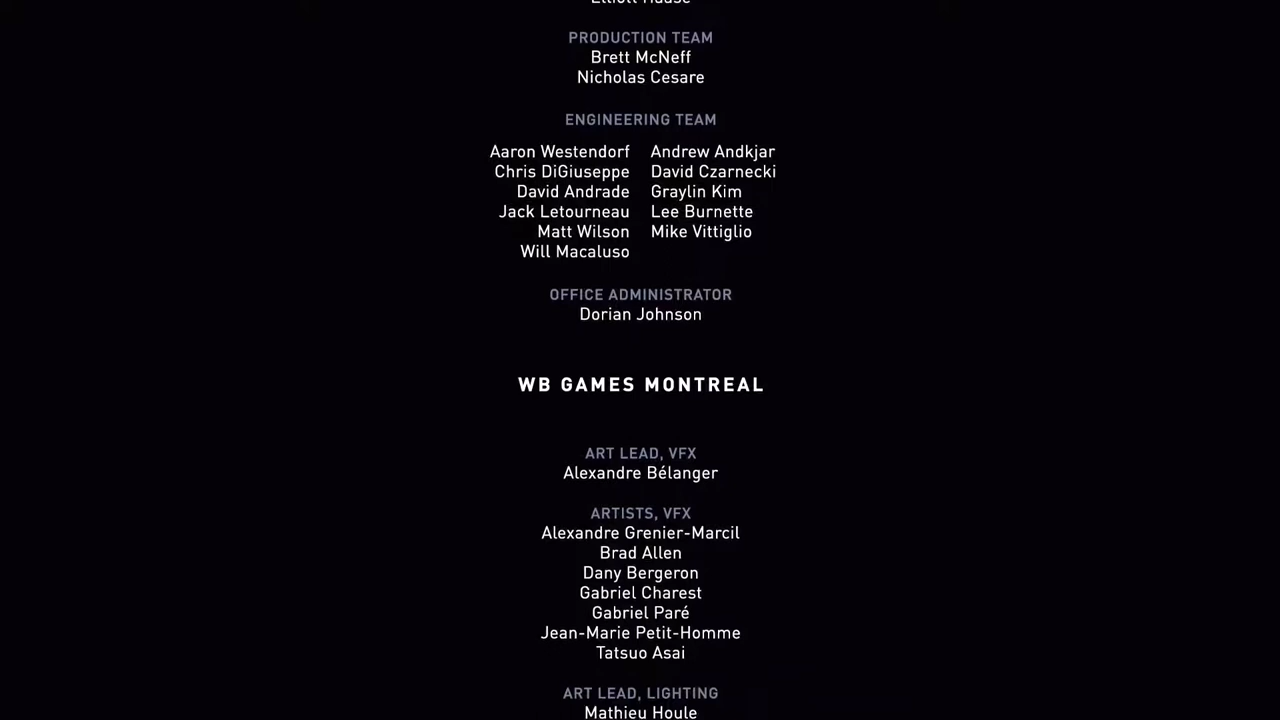 PRODUCTION TEAM
Brett McNeff
Nicholas Cesare
ENGINEERING TEAM
Aaron Westendorf Andrew Andkjar
Chris DiGiuseppe David Czarnecki
David Andrade Graylin Kim
Jack Letourneau Lee Burnette
Matt Wilson Mike Vittiglio
Will Macaluso
OFFICE ADMINISTRATOR
Dorian Johnson
WB GAMES MONTREAL
ART LEAD, VFX
Alexandre Bélanger
ARTISTS, VFX
Alexandre Grenier-Marcil
Brad Allen
Dany Bergeron
Gabriel Charest
Gabriel Paré
Jean-Marie Petit-Homme
Tatsuo Asai
ART LEAD, LIGHTING
Mathieu Houle